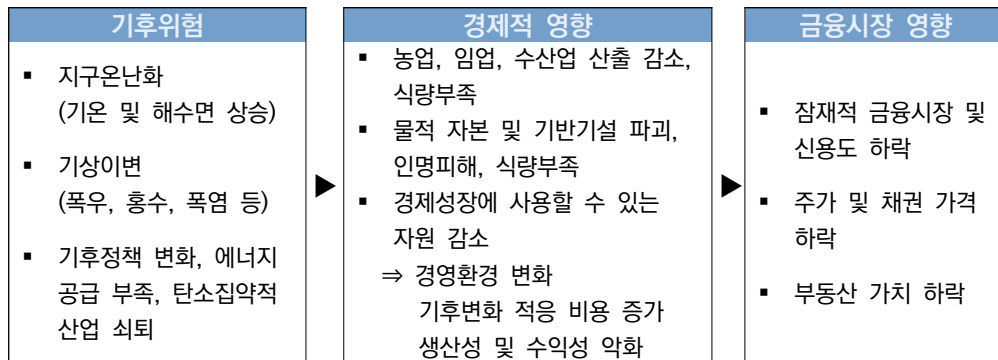 기후위험
▪ 지구온난화
(기온 및 해수면 상승)
▪ 기상이변
(폭우, 홍수, 폭염 등)
▪ 기후정책 변화, 에너지
공급 부족, 탄소집약적
산업 쇠퇴
▶
경제적 영향
▪ 농업, 임업, 수산업 산출 감소,
식량부족
▪ 물적 자본 및 기반기설 파괴,
인명피해, 식량부족
▪ 경제성장에 사용할 수 있는
자원 감소
⇒ 경영환경 변화
기후변화 적응 비용 증가
생산성 및 수익성 악화
▶
금융시장 영향
▪ 잠재적 금융시장 및
신용도 하락
▪ 주가 및 채권 가격
하락
▪ 부동산 가치 하락